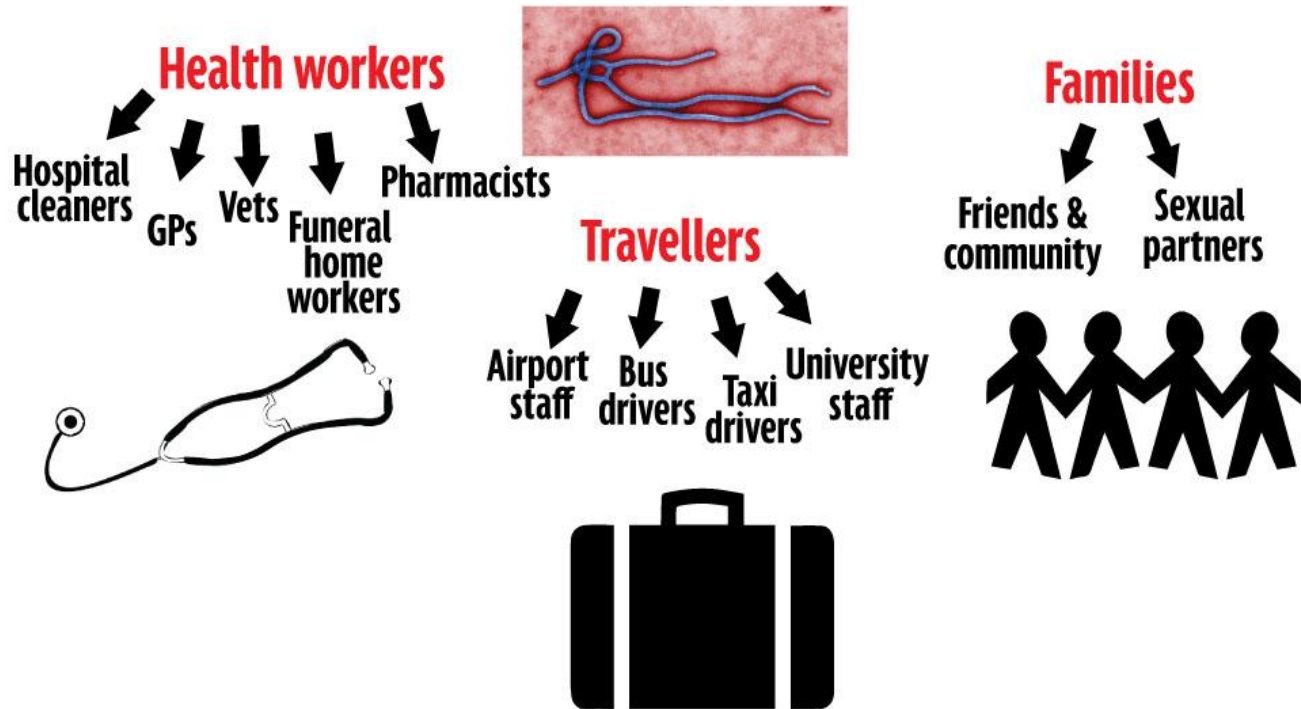 Health workers
Hospital
cleaners
GPs
Vets
Funeral
home
workers
Pharmacists
Travellers
Airport
staff
Bus
drivers
Taxi
drivers
University
staff
Families
Friends &
community
Sexual
partners